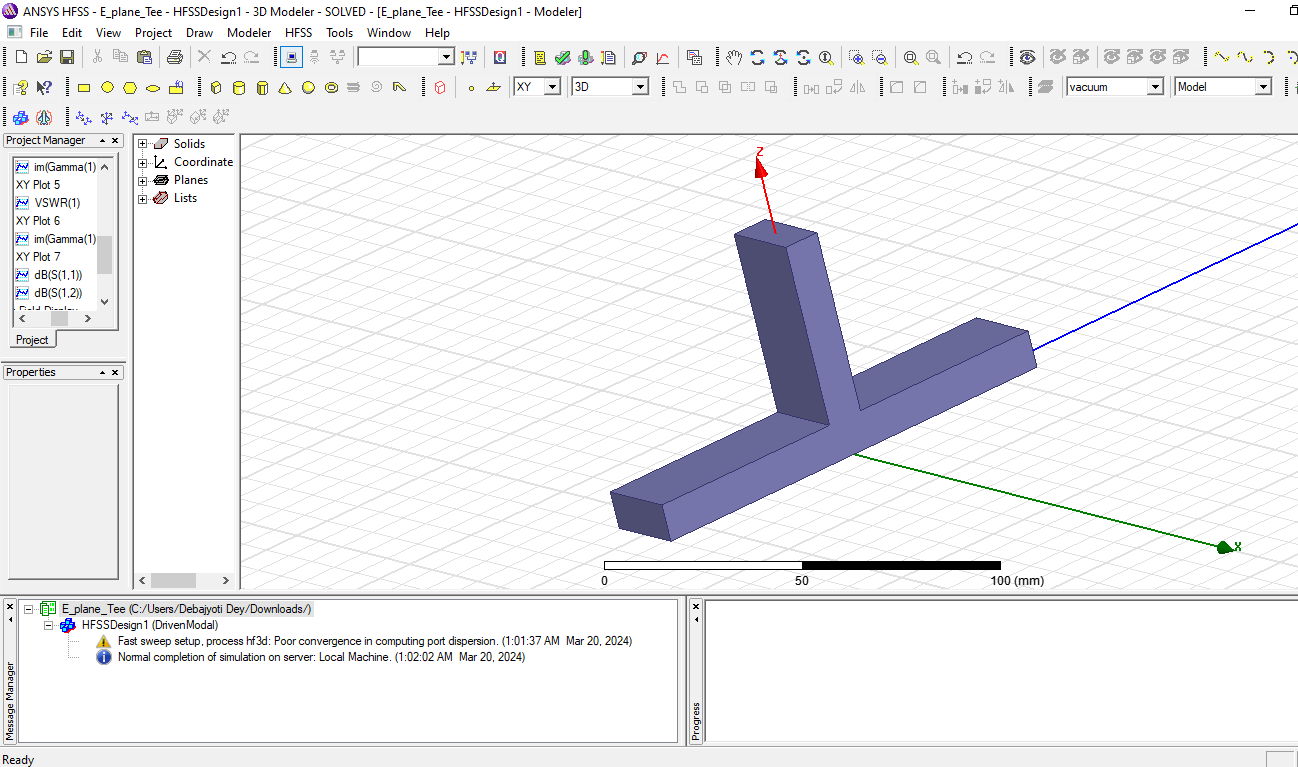 ANSYS HFSS - E_plane_Tee - HFSSDesign1 - 3D Modeler - SOLVED - [E_plane_Tee - HFSSDesign1 - Modeler]
File Edit View Project Draw Modeler HFSS Tools Window Help
XY 3D vacuum Model
Project Manager
im(Gamma(1)
XY Plot 5
VSWR(1)
XY Plot 6
im(Gamma(1)
XY Plot 7
dB(S(1,1))
dB(S(1,2))
Project
Properties
Solids
Coordinate
Planes
Lists
Z
X
0 50 100 (mm)
Message Manager
E_plane_Tee (C:/Users/Debajyoti Dey/Downloads/)
HFSSDesign1 (DrivenModal)
Fast sweep setup, process hf3d: Poor convergence in computing port dispersion. (1:01:37 AM Mar 20, 2024)
Normal completion of simulation on server: Local Machine. (1:02:02 AM Mar 20, 2024)
Progress
Ready